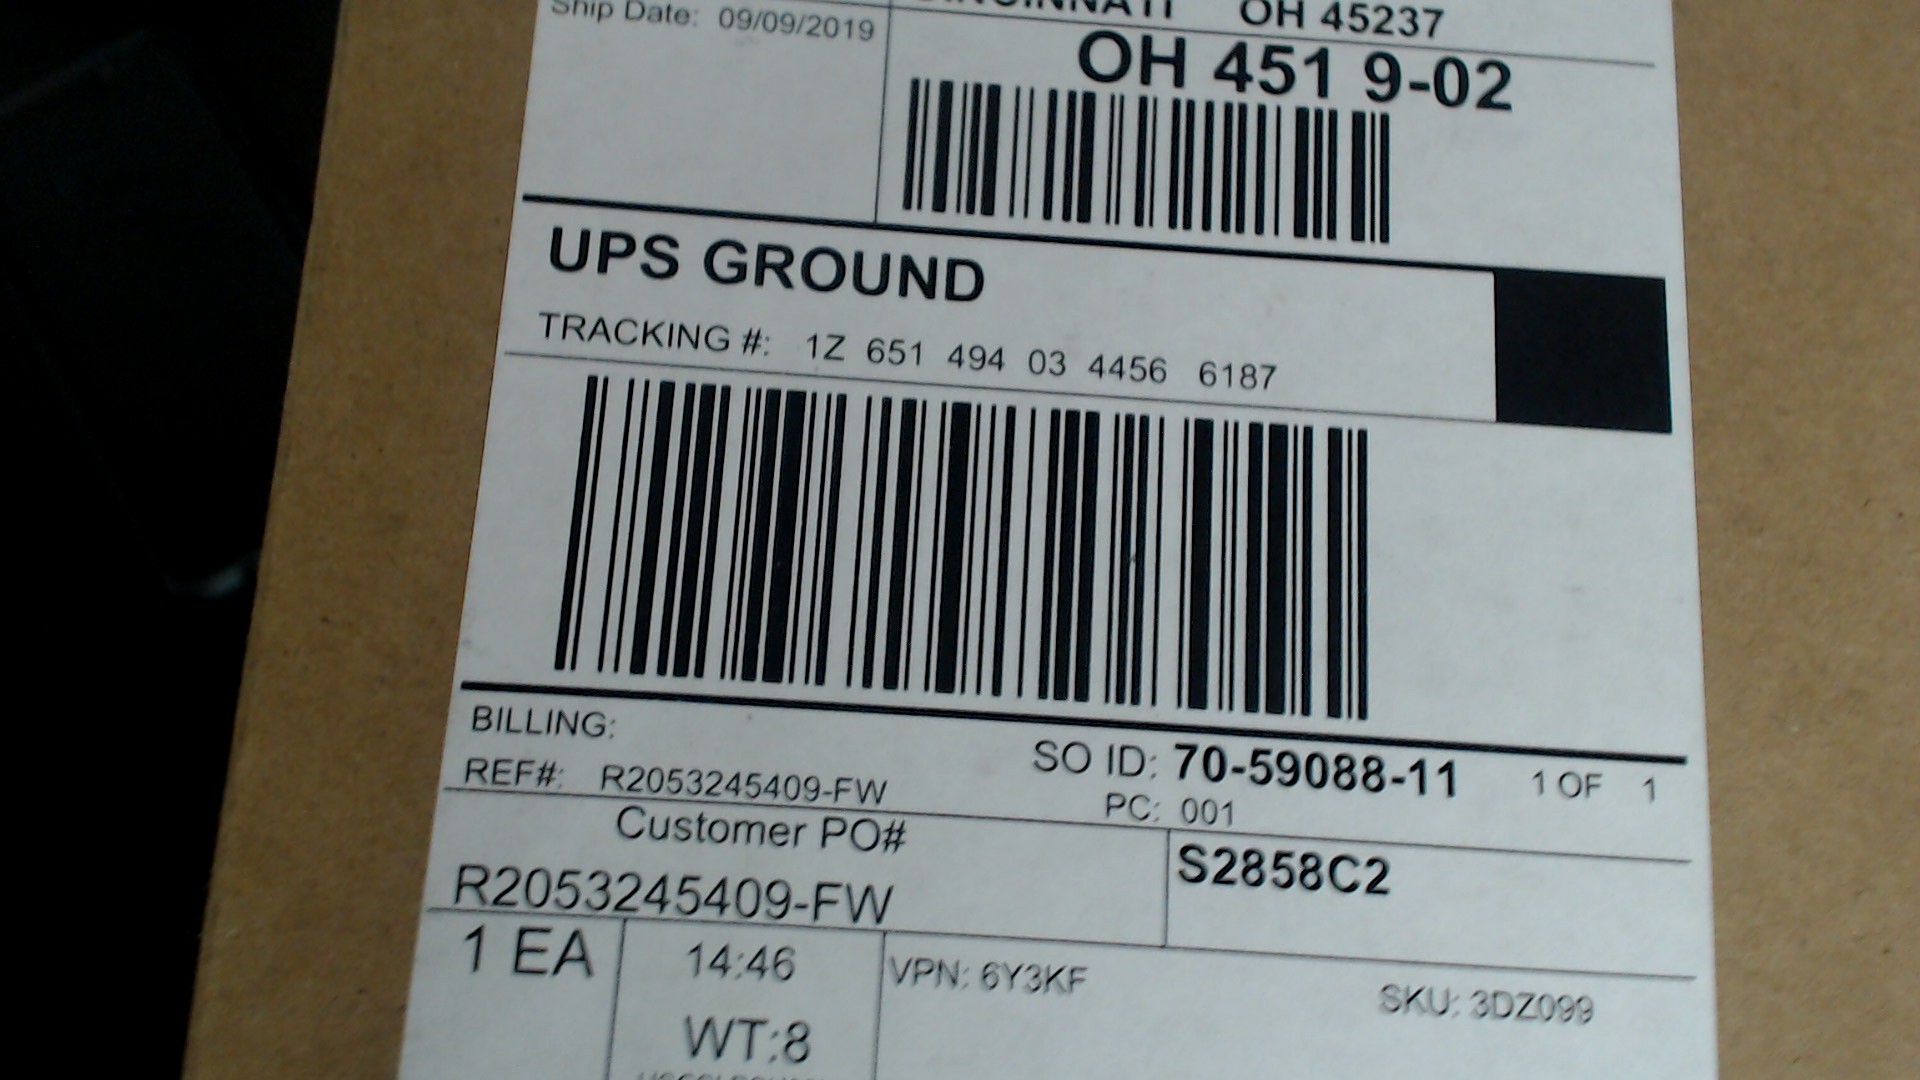 CINCINNATI OH 45237
Ship Date: 09/09/2019
OH 451 9-02
UPS GROUND
TRACKING #: 1Z 651 494 03 4456 6187
BILLING:
SO ID: 70-59088-11 1 OF 1
REF#: R2053245409-FW
PC: 001
Customer PO#
R2053245409-FW
S2858C2
1 EA
14:46
VPN: 6Y3KF
SKU: 3DZ099
WT:8